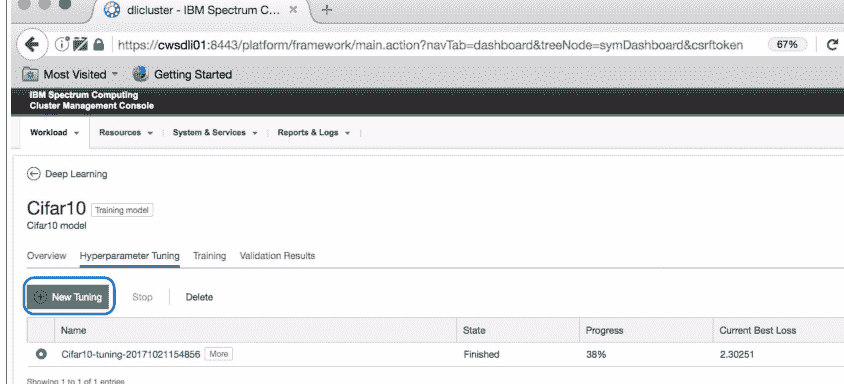 dlicluster - IBM Spectrum C...
https://cwsdli01:8443/platform/framework/main.action?navTab=dashboard&treeNode=symDashboard&csrftoken 67%
Most Visited Getting Started
IBM Spectrum Computing
Cluster Management Console
Workload Resources System & Services Reports & Logs
Deep Learning
Cifar10 Training model
Cifar10 model
Overview Hyperparameter Tuning Training Validation Results
New Tuning Stop Delete
Name State Progress Current Best Loss
Cifar10-tuning-20171021154856 More Finished 38% 2.30251
Showing 1 to 1 of 1 entries